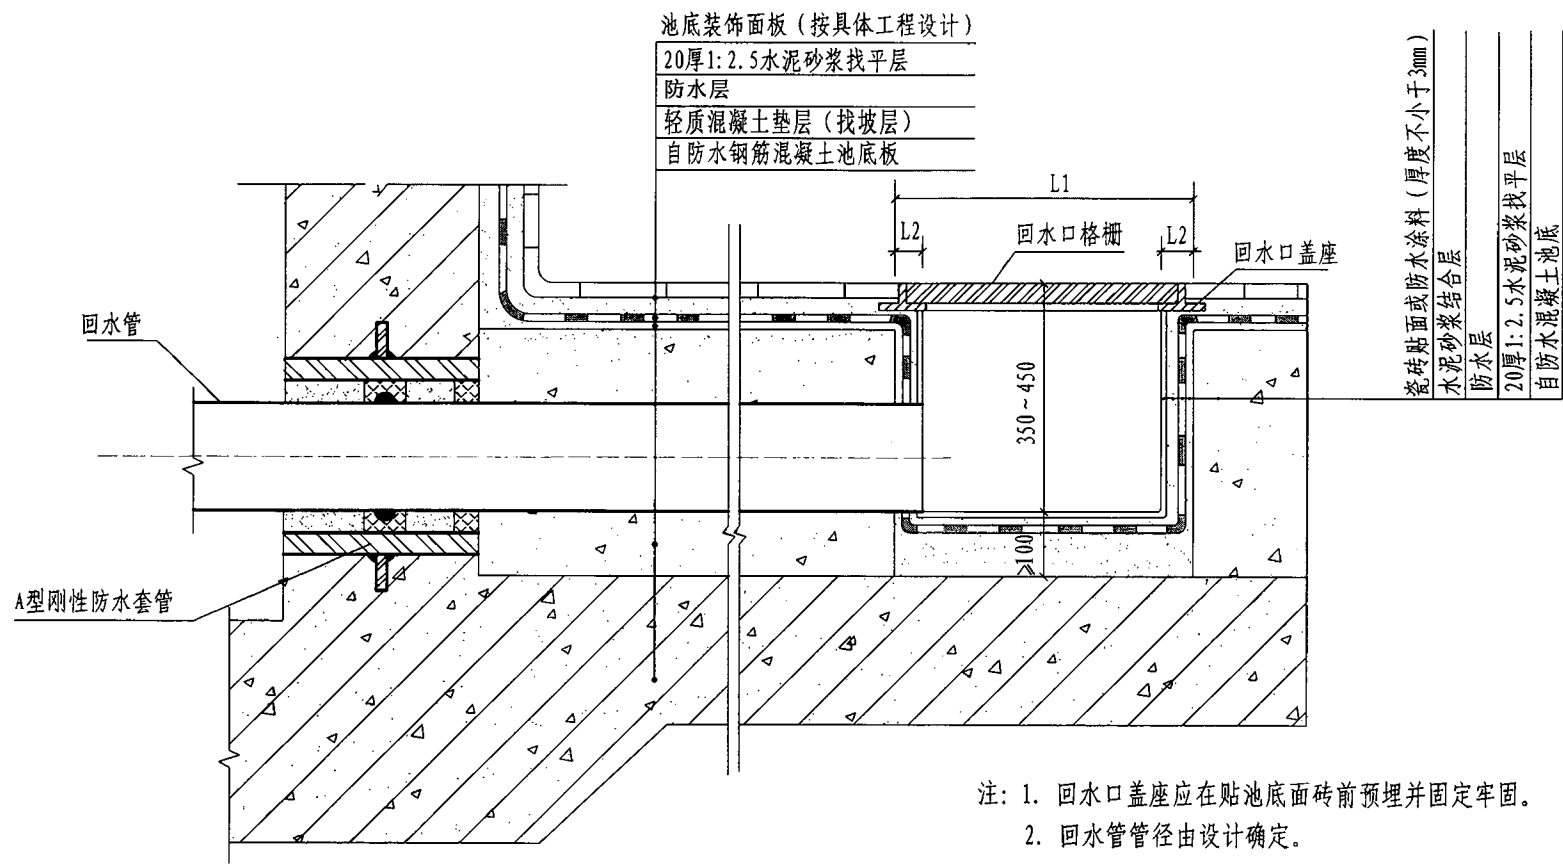 池底装饰面板（按具体工程设计）
20厚1:2.5水泥砂浆找平层
防水层
轻质混凝土垫层（找坡层）
自防水钢筋混凝土池底板
L1
L2
回水口格栅
L2
回水口盖座
瓷砖贴面或防水涂料（厚度不小于3mm）
水泥砂浆结合层
防水层
20厚1:2.5水泥砂浆找平层
自防水混凝土池底
回水管
350~450
≥100
A型刚性防水套管
注: 1. 回水口盖座应在贴池底面砖前预埋并固定牢固。
2. 回水管管径由设计确定。